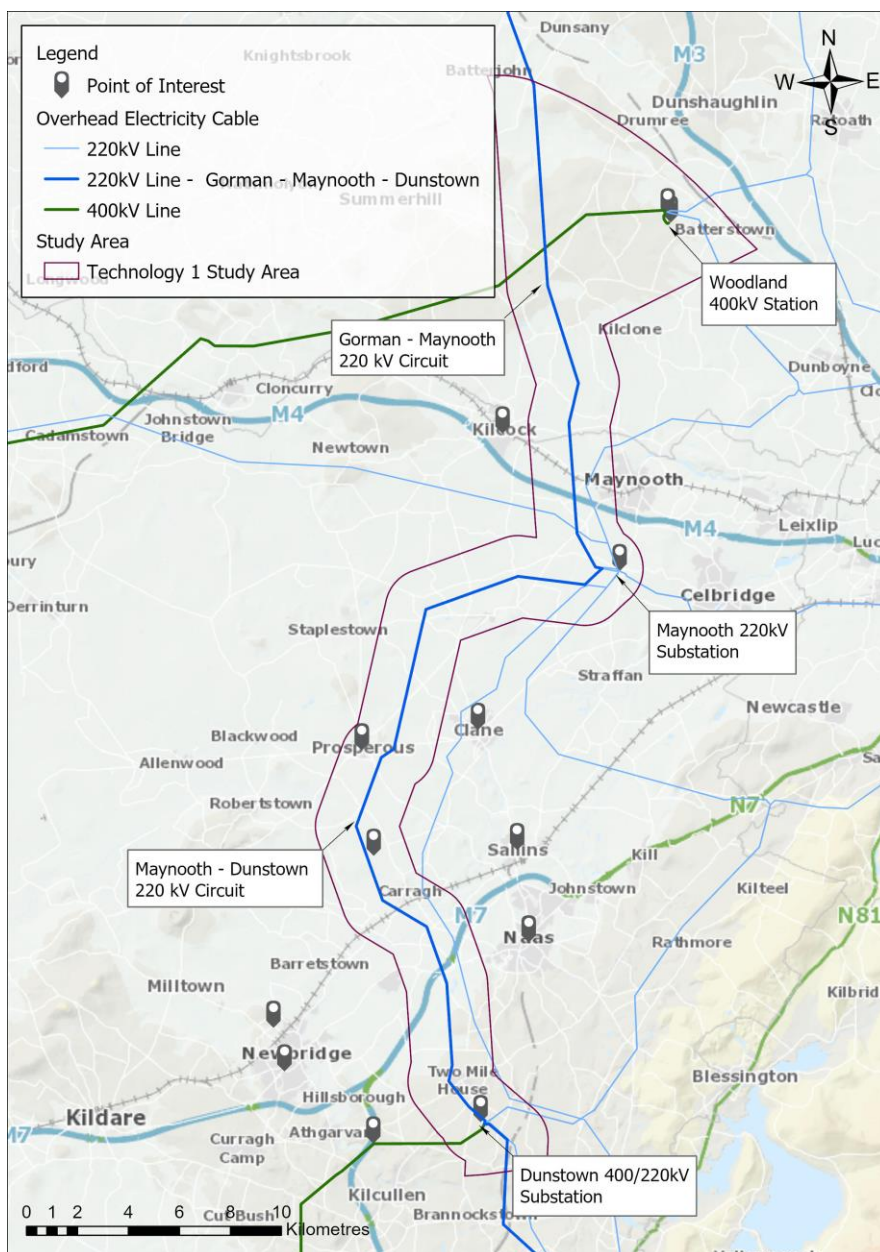 Legend
Point of Interest
Overhead Electricity Cable
220kV Line
220kV Line - Gorman - Maynooth - Dunstown
400kV Line
Study Area
Technology 1 Study Area
N
W
E
S
Dunsany
M3
Knightsbrook
Batterjohn
Dunshaughlin
Drumree
Ratoath
Summerhill
Batterstown
Longwood
Woodland
400kV Station
Gorman - Maynooth
220 kV Circuit
Kilclone
Dunboyne
Cloncurry
Johnstown
Bridge
M4
Cadamstown
Newtown
Kilcock
Maynooth
M4
Leixlip
Celbridge
Derrinturn
Staplestown
Maynooth 220kV
Substation
Straffan
Newcastle
Clane
Blackwood
Prosperous
Allenwood
Robertstown
N7
Sallins
Kill
Maynooth - Dunstown
220 kV Circuit
Carragh
Johnstown
Kilteel
M7
N81
Naas
Rathmore
Barretstown
Milltown
Newbridge
Two Mile
House
Blessington
Hillsborough
Kildare
M7
Athgarvan
Curragh
Camp
Dunstown 400/220kV
Substation
Kilcullen
Cut Bush
Brannockstown
0 1 2 4 6 8 10
Kilometres